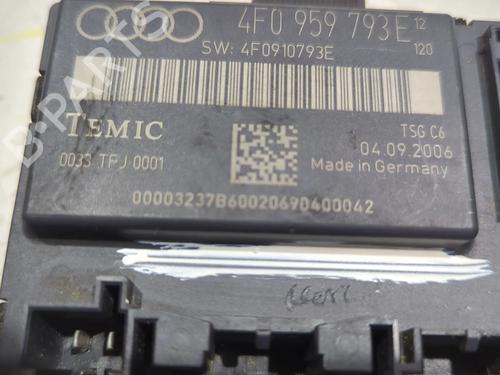 4F0 959 793E 12
120
SW: 4F0910793E
TEMIC
TSG C6
04.09.2006
0033 TFJ 0001
Made in Germany
00003237B60020690400042